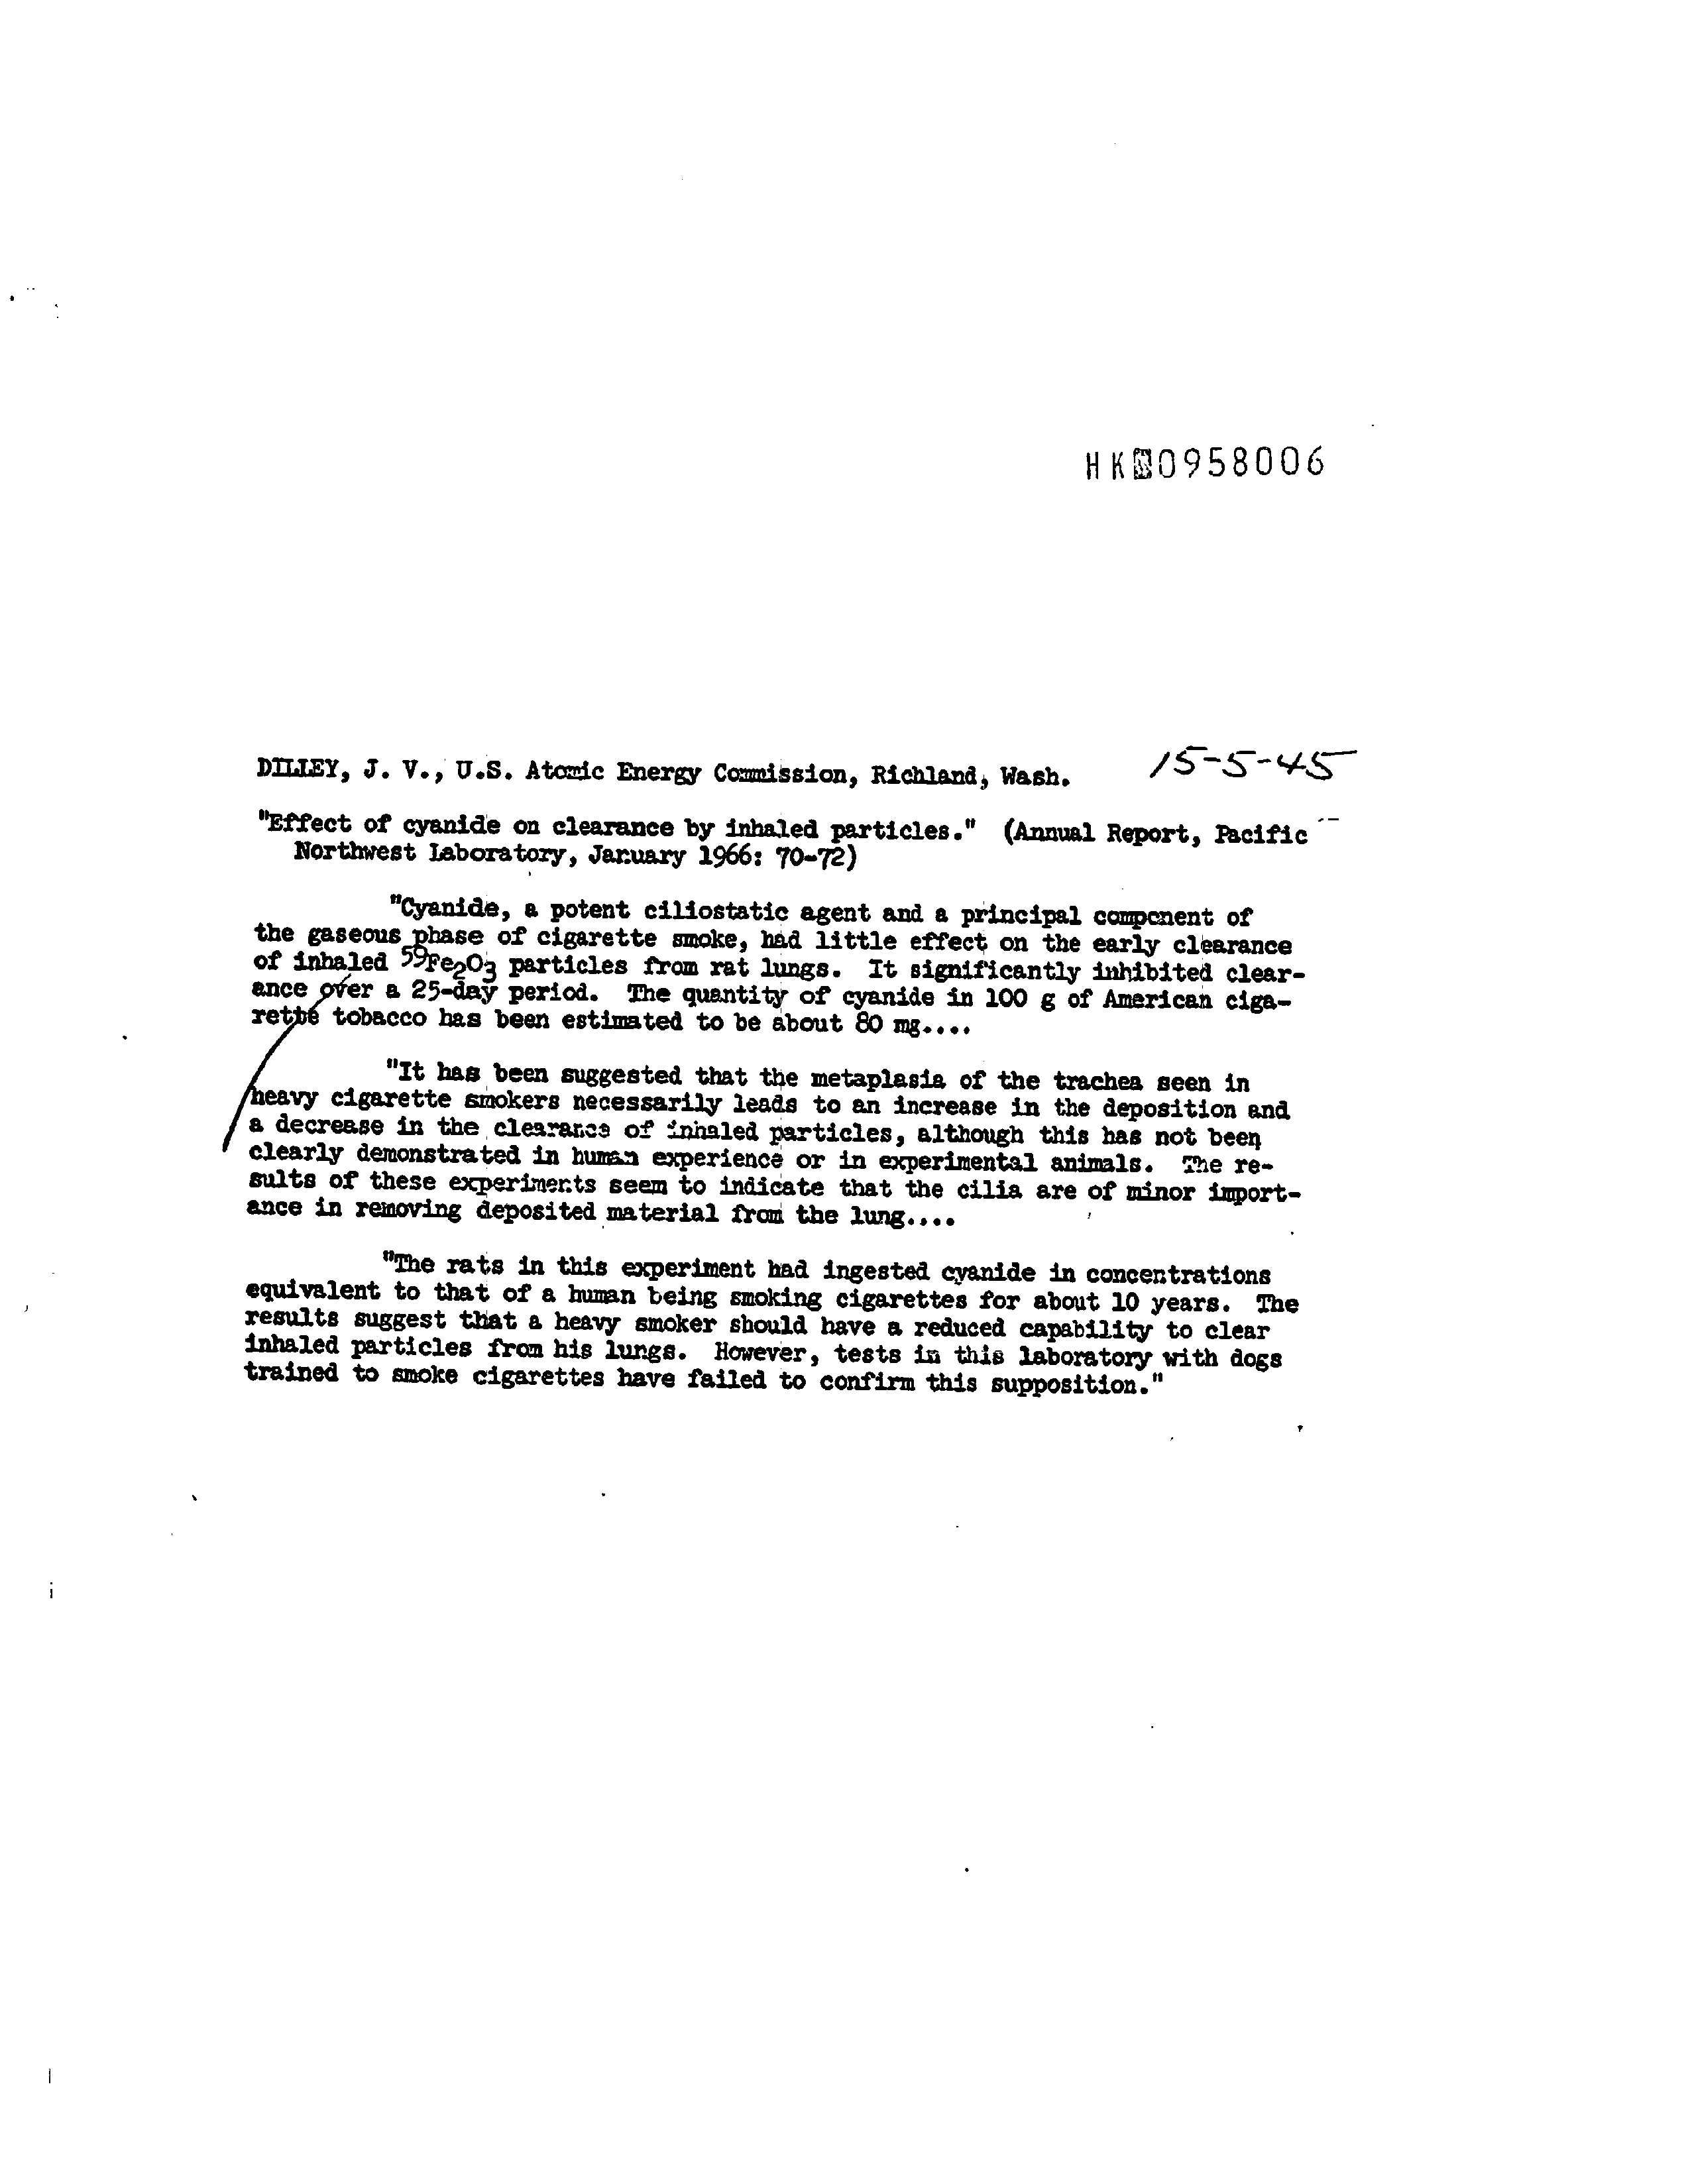 HK0958006
DILLEY, J. V., U.S. Atomic Energy Commission, Richland, Wash. 15-5-45
"Effect of cyanide on clearance by inhaled particles." (Annual Report, Pacific
Northwest Laboratory, January 1966: 70-72)
"Cyanide, a potent ciliostatic agent and a principal component of
the gaseous phase of cigarette smoke, had little effect on the early clearance
of inhaled ⁵⁹Fe₂O₃ particles from rat lungs. It significantly inhibited clear-
ance over a 25-day period. The quantity of cyanide in 100 g of American ciga-
rette tobacco has been estimated to be about 80 mg....
"It has been suggested that the metaplasia of the trachea seen in
heavy cigarette smokers necessarily leads to an increase in the deposition and
a decrease in the clearance of inhaled particles, although this has not been
clearly demonstrated in human experience or in experimental animals. The re-
sults of these experiments seem to indicate that the cilia are of minor import-
ance in removing deposited material from the lung....
"The rats in this experiment had ingested cyanide in concentrations
equivalent to that of a human being smoking cigarettes for about 10 years. The
results suggest that a heavy smoker should have a reduced capability to clear
inhaled particles from his lungs. However, tests in this laboratory with dogs
trained to smoke cigarettes have failed to confirm this supposition."